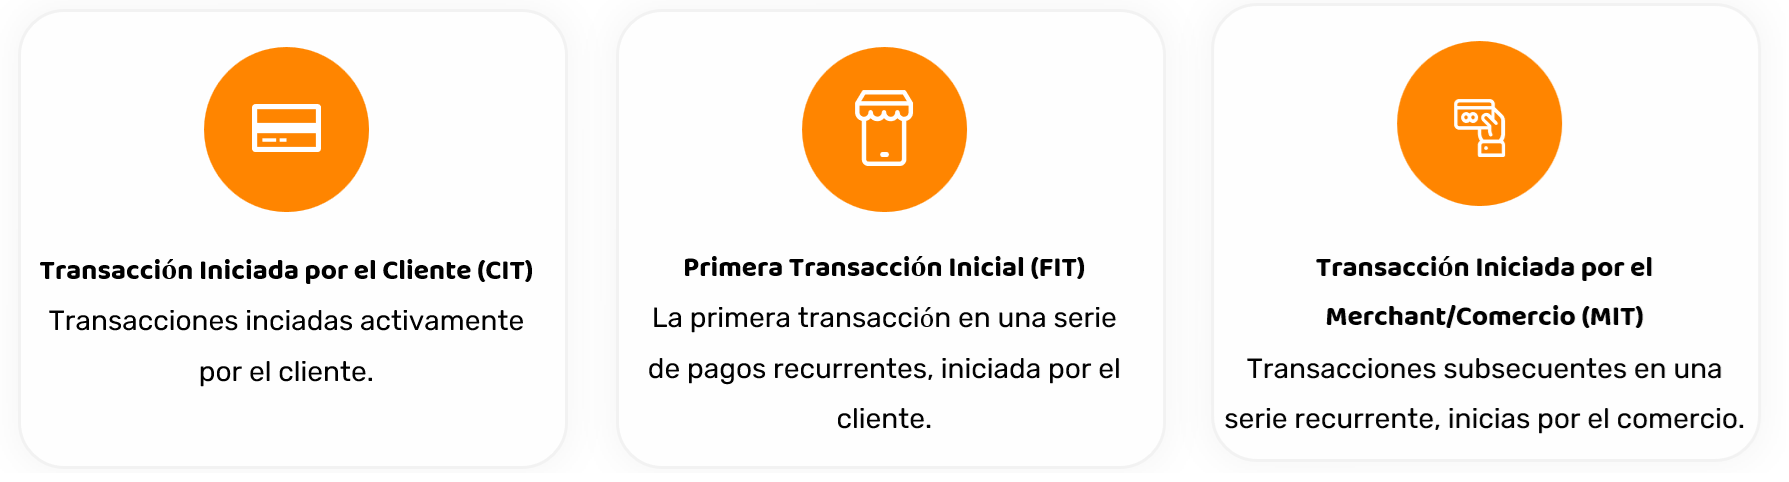 Transacción Iniciada por el Cliente (CIT)
Transacciones inciadas activamente
por el cliente.
Primera Transacción Inicial (FIT)
La primera transacción en una serie
de pagos recurrentes, iniciada por el
cliente.
Transacción Iniciada por el
Merchant/Comercio (MIT)
Transacciones subsecuentes en una
serie recurrente, inicias por el comercio.